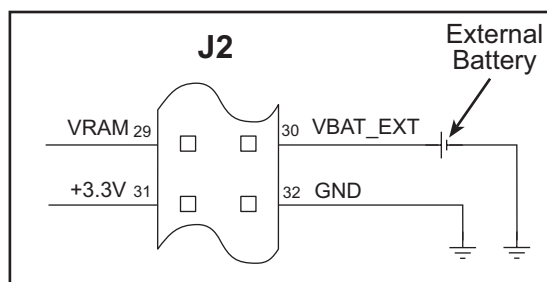 J2
External
Battery
VRAM 29
30 VBAT_EXT
+3.3V 31
32 GND